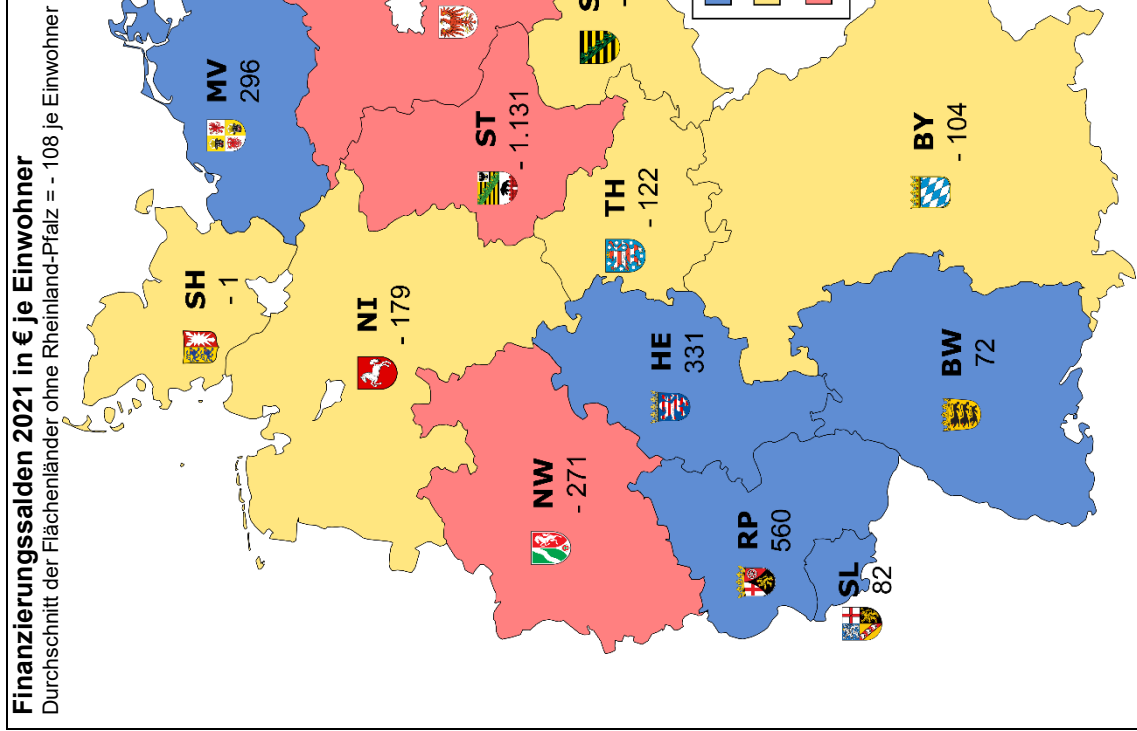 Finanzierungssalden 2021 in € je Einwohner
Durchschnitt der Flächenländer ohne Rheinland-Pfalz = - 108 je Einwohner
SH
- 1
MV
296
NI
- 179
ST
- 1.131
NW
- 271
HE
331
TH
- 122
RP
560
SL
82
BW
72
BY
- 104